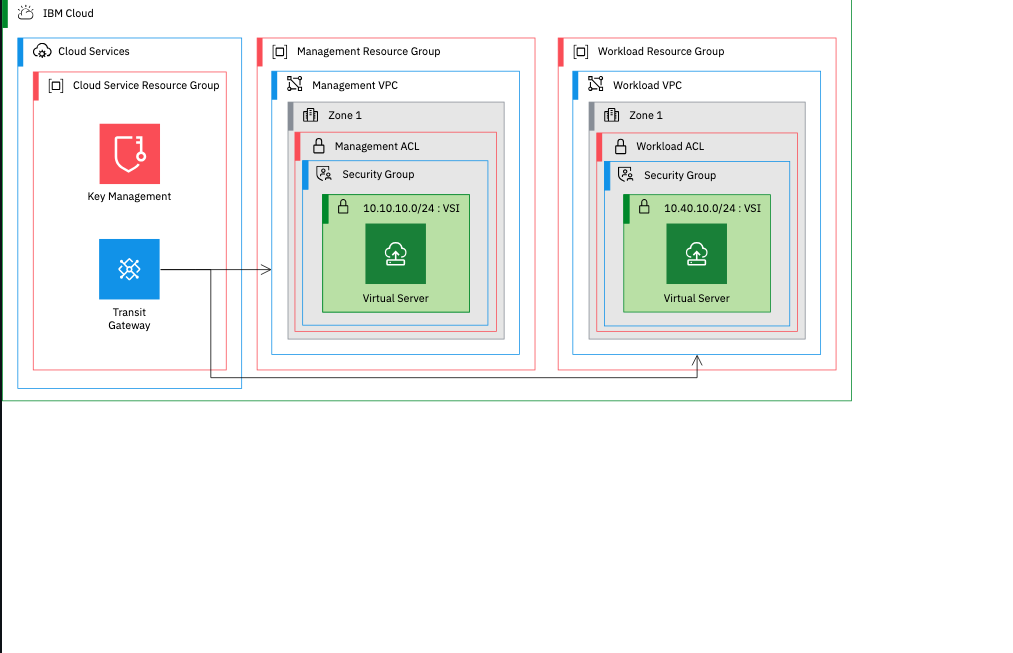 IBM Cloud
Cloud Services
Cloud Service Resource Group
Key Management
Transit
Gateway
Management Resource Group
Management VPC
Zone 1
Management ACL
Security Group
10.10.10.0/24 : VSI
Virtual Server
Workload Resource Group
Workload VPC
Zone 1
Workload ACL
Security Group
10.40.10.0/24 : VSI
Virtual Server